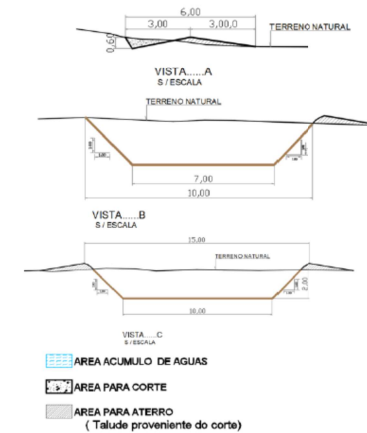 6,00
3,00 3,00,0
TERRENO NATURAL
0,60
VISTA......A
S / ESCALA
TERRENO NATURAL
7,00
10,00
VISTA......B
S / ESCALA
15,00
TERRENO NATURAL
2,00
10,00
VISTA.....C
S / ESCALA
AREA ACUMULO DE AGUAS
AREA PARA CORTE
AREA PARA ATERRO
( Talude proveniente do corte)